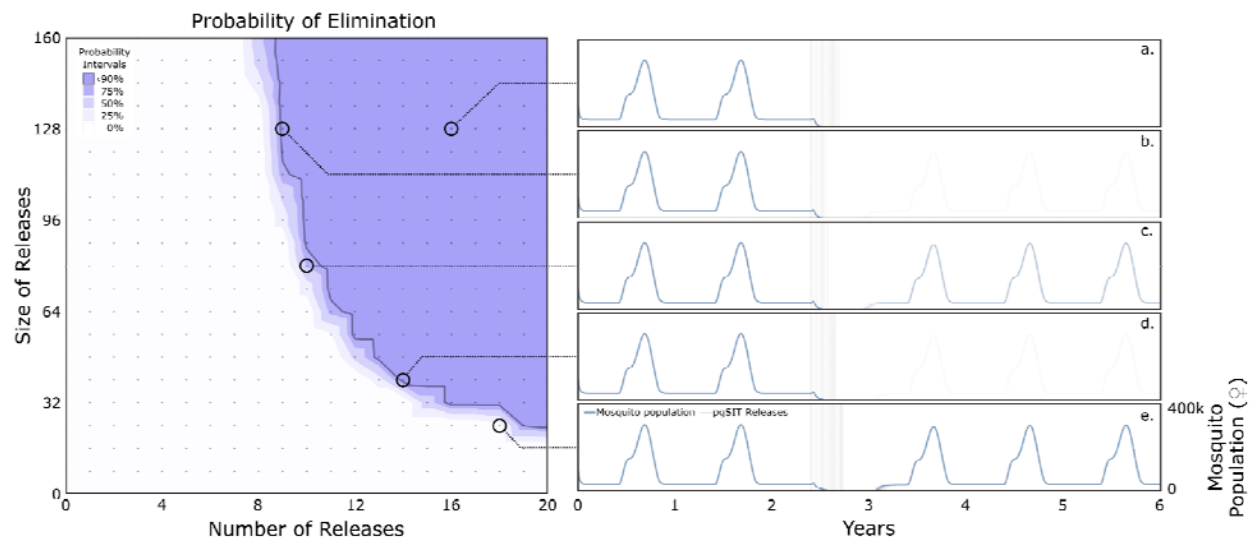 Probability of Elimination
Probability
Intervals
<90%
75%
50%
25%
0%
160
128
96
64
32
0
0 4 8 12 16 20
Size of Releases
Number of Releases
a.
b.
c.
d.
e.
Mosquito population
pgSIT Releases
400k
0
Mosquito
Population (♀)
0 1 2 3 4 5 6
Years